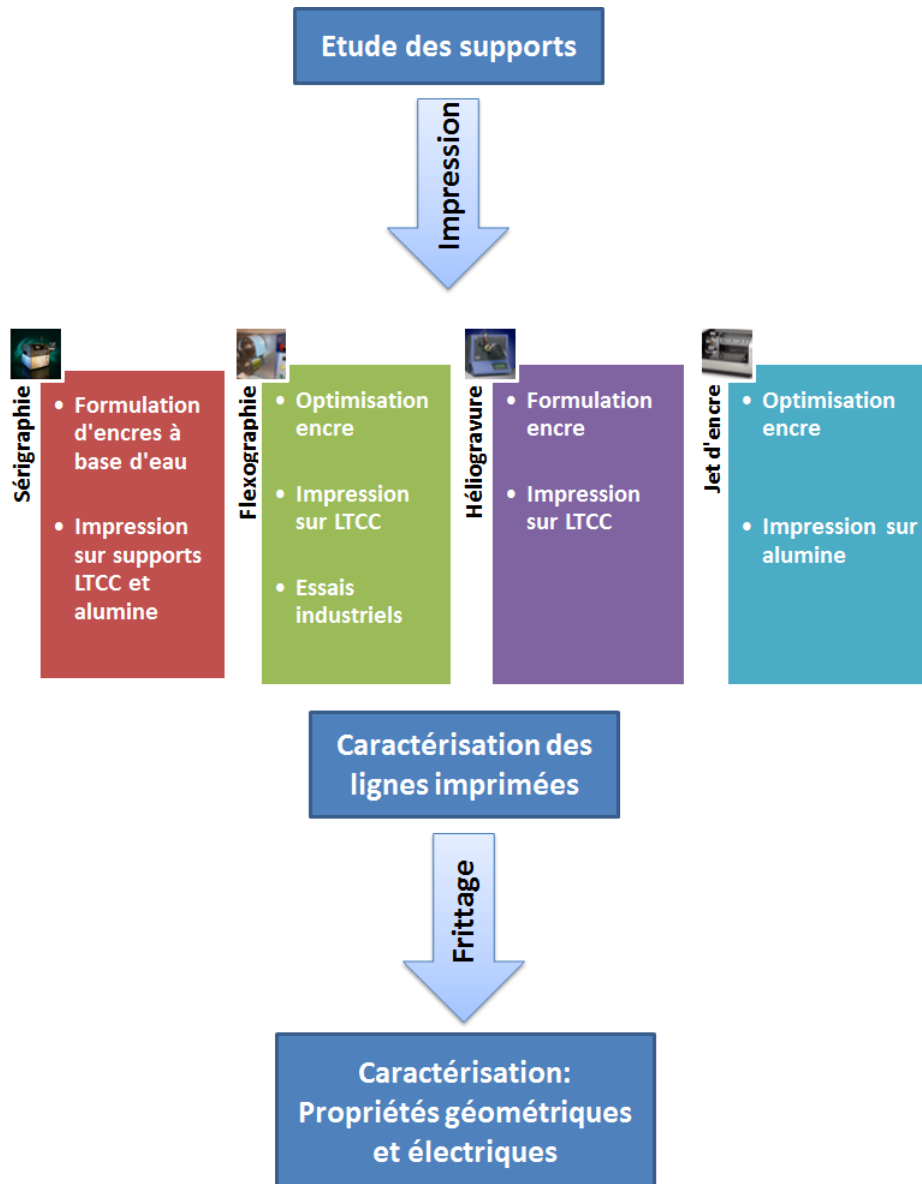 Etude des supports
Impression
Sérigraphie
• Formulation
d'encres à
base d'eau
• Impression
sur supports
LTCC et
alumine
Flexographie
• Optimisation
encre
• Impression
sur LTCC
• Essais
industriels
Héliogravure
• Formulation
encre
• Impression
sur LTCC
Jet d'encre
• Optimisation
encre
• Impression sur
alumine
Caractérisation des
lignes imprimées
Frittage
Caractérisation:
Propriétés géométriques
et électriques